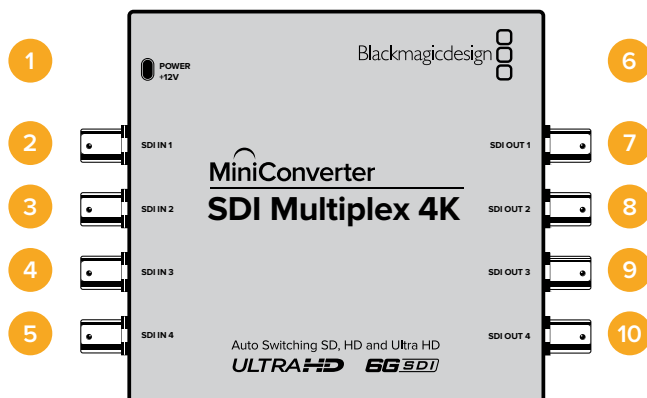 1
POWER
+12V
Blackmagicdesign
6
2
SDI IN 1
SDI OUT 1
7
MiniConverter
3
SDI IN 2
SDI Multiplex 4K
SDI OUT 2
8
4
SDI IN 3
SDI OUT 3
9
5
SDI IN 4
SDI OUT 4
10
Auto Switching SD, HD and Ultra HD
ULTRAHD 6G SDI